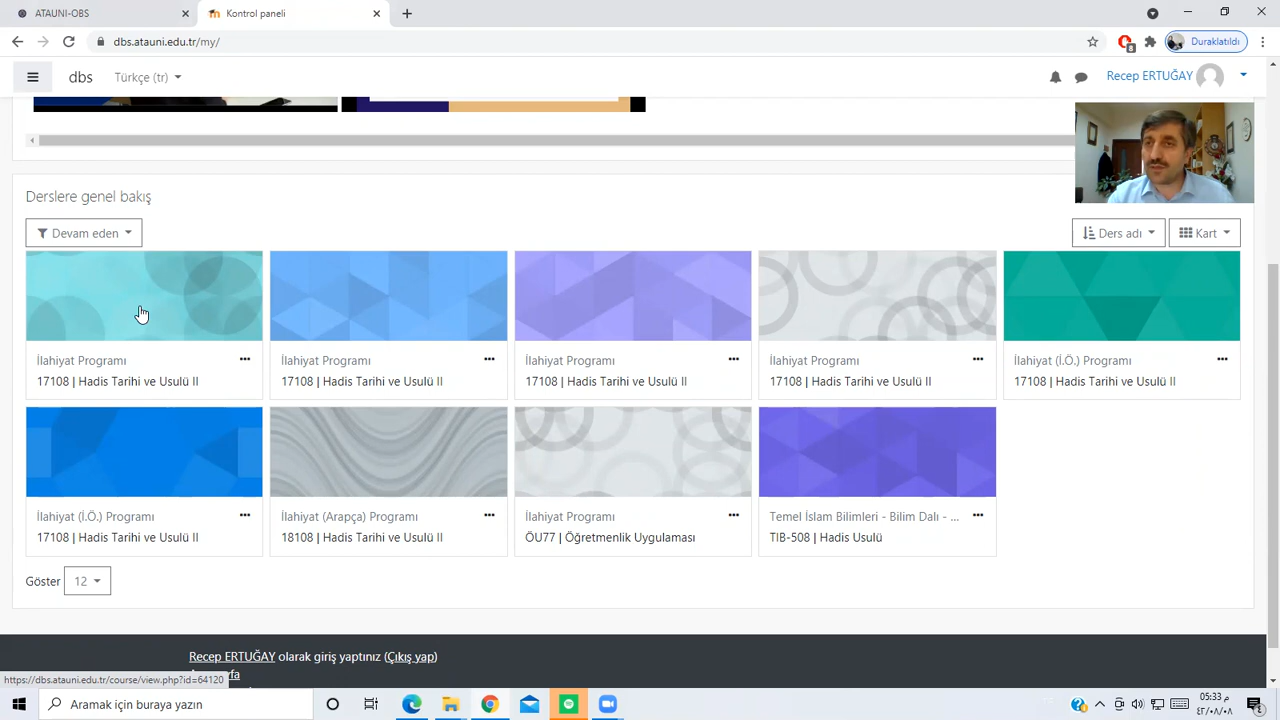 ATAUNI-OBS
Kontrol paneli
dbs.atauni.edu.tr/my/
8
Duraklatıldı
dbs
Türkçe (tr)
Recep ERTUĞAY
Derslere genel bakış
Devam eden
Ders adı
Kart
İlahiyat Programı
17108 | Hadis Tarihi ve Usulü II
İlahiyat Programı
17108 | Hadis Tarihi ve Usulü II
İlahiyat Programı
17108 | Hadis Tarihi ve Usulü II
İlahiyat Programı
17108 | Hadis Tarihi ve Usulü II
İlahiyat (İ.Ö.) Programı
17108 | Hadis Tarihi ve Usulü II
İlahiyat (İ.Ö.) Programı
17108 | Hadis Tarihi ve Usulü II
İlahiyat (Arapça) Programı
18108 | Hadis Tarihi ve Usulü II
İlahiyat Programı
ÖU77 | Öğretmenlik Uygulaması
Temel İslam Bilimleri - Bilim Dalı - ...
TIB-508 | Hadis Usulü
Göster 12
Recep ERTUĞAY olarak giriş yaptınız (Çıkış yap)
https://dbs.atauni.edu.tr/course/view.php?id=64120
Aramak için buraya yazın
05:33 م